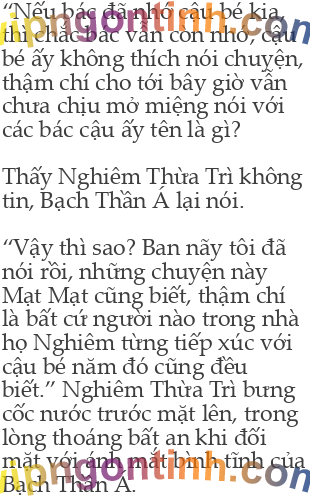 “Nếu bác đã nhớ cậu bé kia,
thì chắc bác vẫn còn nhớ, cậu
bé ấy không thích nói chuyện,
thậm chí cho tới bây giờ vẫn
chưa chịu mở miệng nói với
các bác cậu ấy tên là gì?
Thấy Nghiêm Thừa Trì không
tin, Bạch Thần Á lại nói.
“Vậy thì sao? Ban nãy tôi đã
nói rồi, những chuyện này
Mạt Mạt cũng biết, thậm chí
là bất cứ người nào trong nhà
họ Nghiêm từng tiếp xúc với
cậu bé năm đó cũng đều
biết.” Nghiêm Thừa Trì bưng
cốc nước trước mặt lên, trong
lòng thoáng bất an khi đối
mặt với ánh mắt bình tĩnh của
Bạch Thần Á.
vipngontinh.com
vipngontinh.com